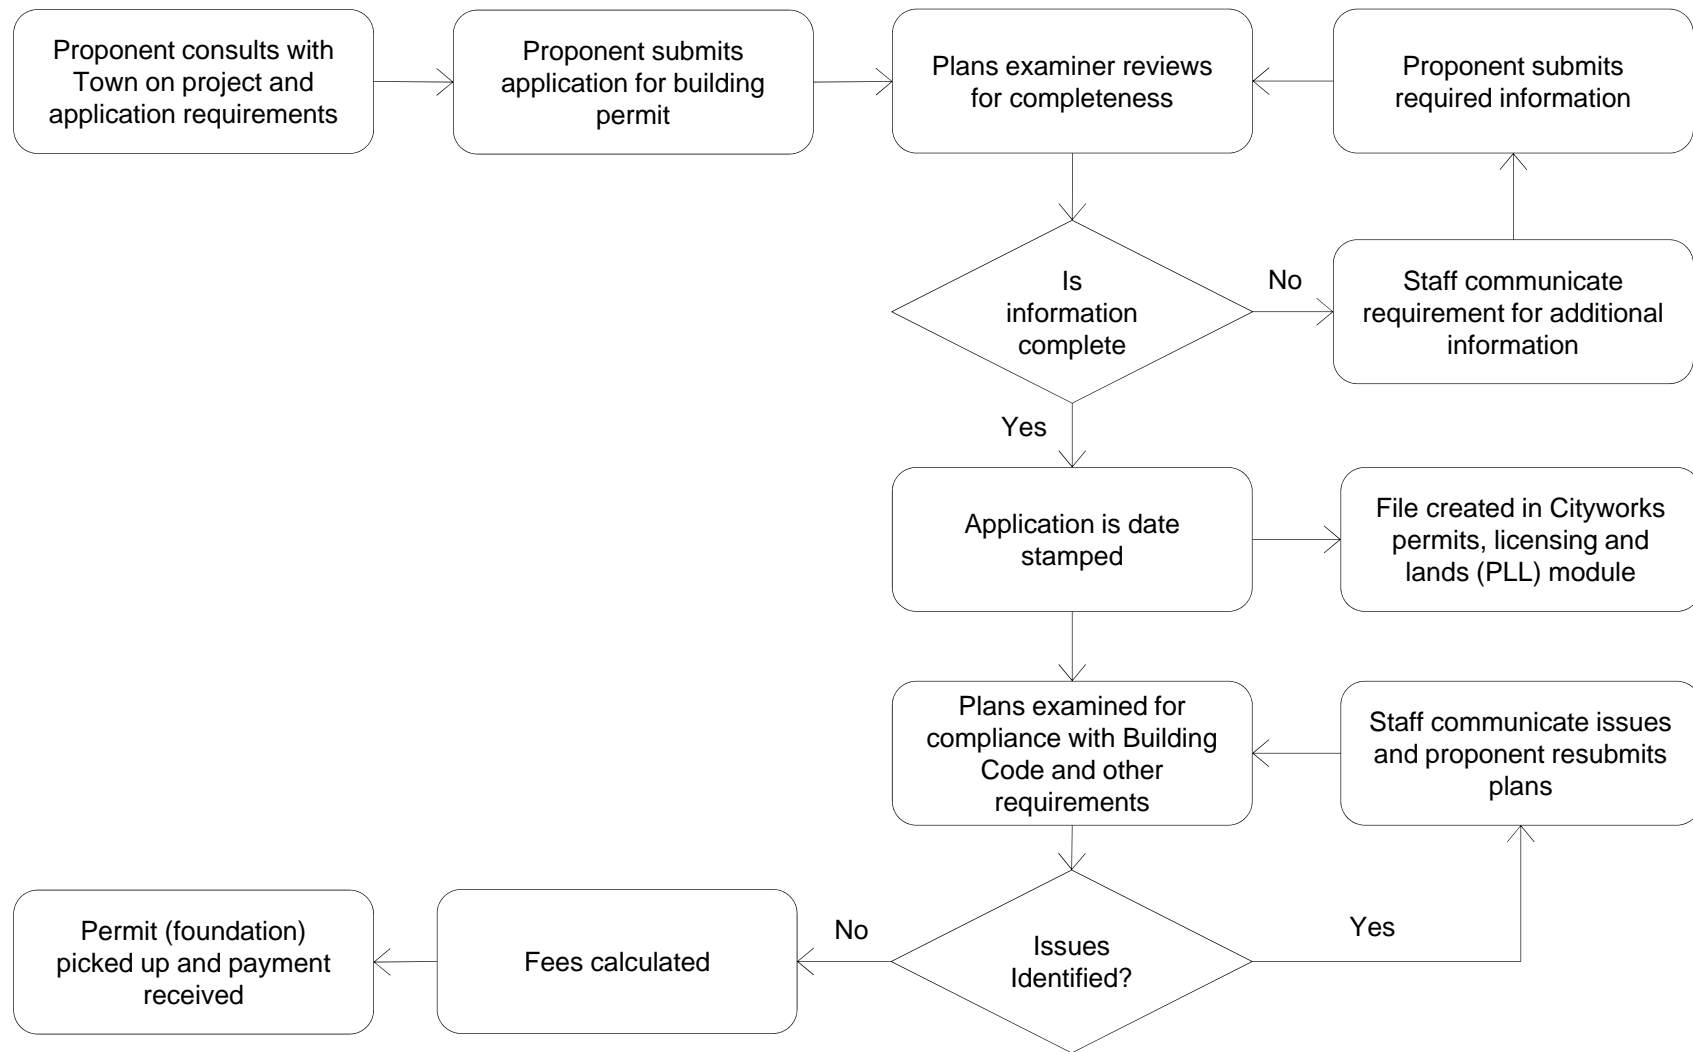 Proponent consults with
Town on project and
application requirements
Proponent submits
application for building
permit
Plans examiner reviews
for completeness
Proponent submits
required information
Is
information
complete
No
Staff communicate
requirement for additional
information
Yes
Application is date
stamped
File created in Cityworks
permits, licensing and
lands (PLL) module
Plans examined for
compliance with Building
Code and other
requirements
Staff communicate issues
and proponent resubmits
plans
Permit (foundation)
picked up and payment
received
Fees calculated
No
Issues
Identified?
Yes